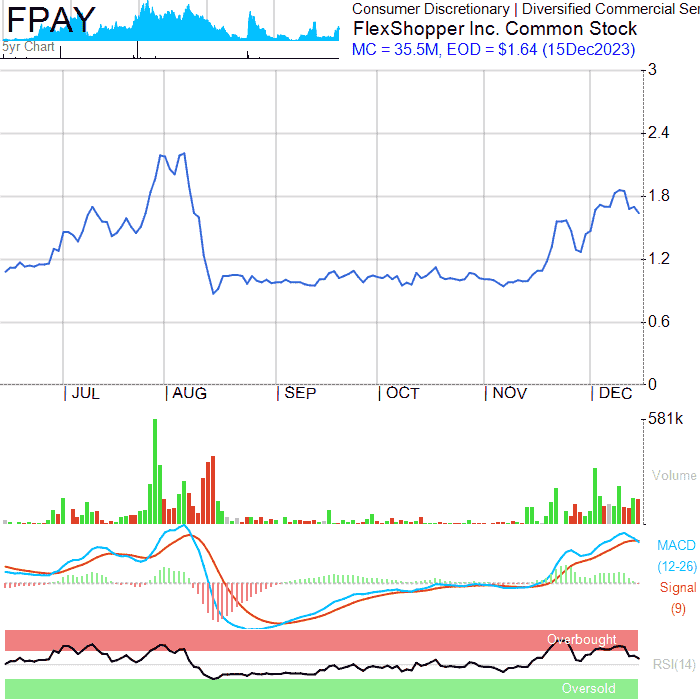 FPAY
5yr Chart
Consumer Discretionary | Diversified Commercial Ser
FlexShopper Inc. Common Stock
MC = 35.5M, EOD = $1.64 (15Dec2023)
3
2.4
1.8
1.2
0.6
0
| JUL | AUG | SEP | OCT | NOV | DEC
581k
Volume
MACD
(12-26)
Signal
(9)
Overbought
RSI(14)
Oversold